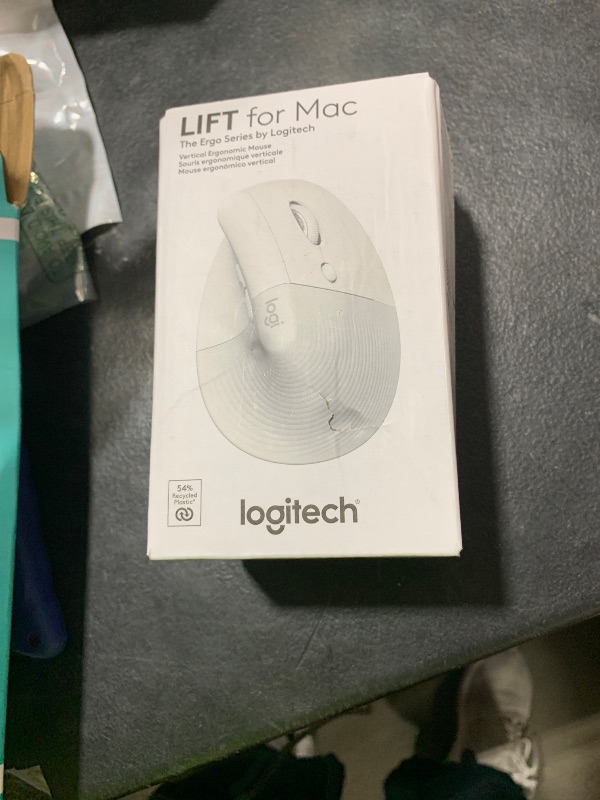 LIFT for Mac
The Ergo Series by Logitech
Vertical Ergonomic Mouse
Souris ergonomique verticale
Mouse ergonómico vertical
logi
54%
Recycled
Plastic*
logitech®